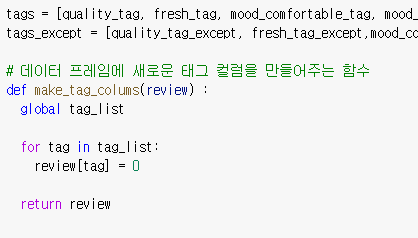 tags = [quality_tag, fresh_tag, mood_comfortable_tag, mood_
tags_except = [quality_tag_except, fresh_tag_except,mood_co
# 데이터 프레임에 새로운 태그 컬럼을 만들어주는 함수
def make_tag_colums(review) :
global tag_list
for tag in tag_list:
review[tag] = 0
return review